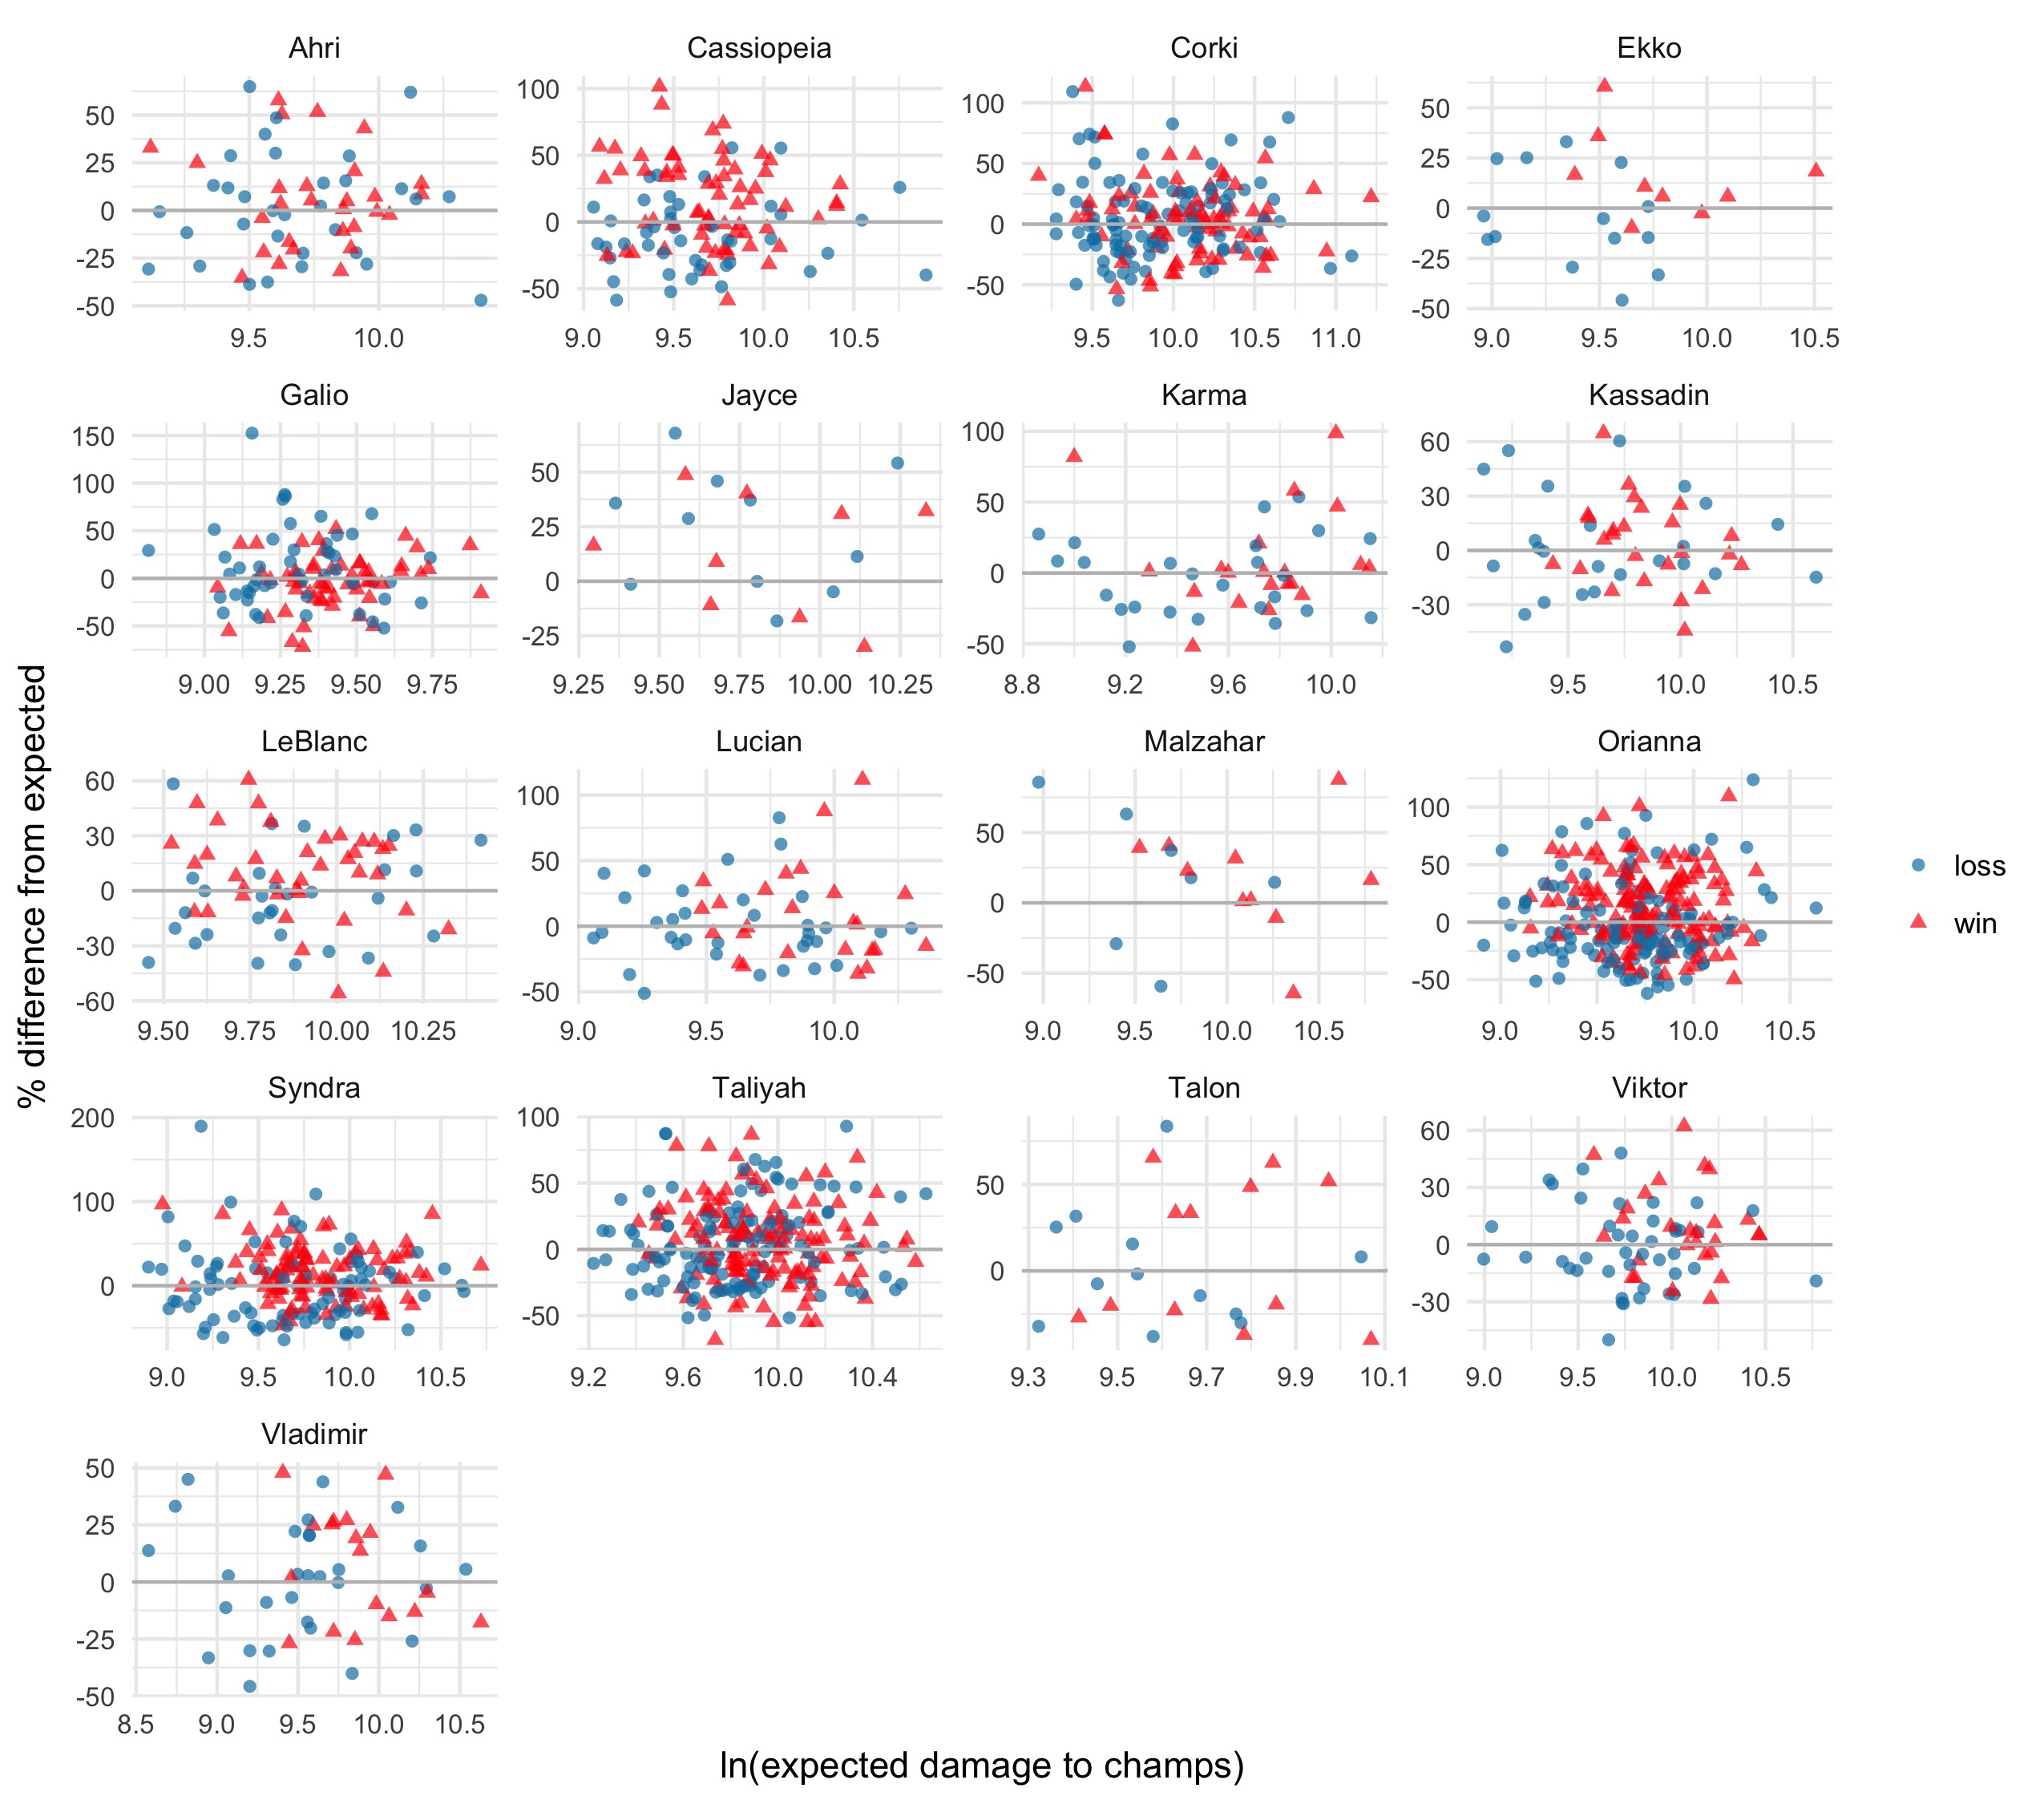 Ahri Cassiopeia Corki Ekko
50 25 0 -25 -50
100 50 0 -50
100 50 0 -50
50 25 0 -25 -50
9.5 10.0 9.0 9.5 10.0 10.5 9.5 10.0 10.5 11.0 9.0 9.5 10.0 10.5
Galio Jayce Karma Kassadin
150 100 50 0 -50
50 25 0 -25
100 50 0 -50
60 30 0 -30
9.00 9.25 9.50 9.75 9.25 9.50 9.75 10.00 10.25 8.8 9.2 9.6 10.0 9.5 10.0 10.5
LeBlanc Lucian Malzahar Orianna
60 30 0 -30 -60
100 50 0 -50
50 0 -50
100 50 0 -50
9.50 9.75 10.00 10.25 9.0 9.5 10.0 9.0 9.5 10.0 10.5 9.0 9.5 10.0 10.5
Syndra Taliyah Talon Viktor
200 100 0
100 50 0 -50
50 0
60 30 0 -30
9.0 9.5 10.0 10.5 9.2 9.6 10.0 10.4 9.3 9.5 9.7 9.9 10.1 9.0 9.5 10.0 10.5
Vladimir
50 25 0 -25 -50
8.5 9.0 9.5 10.0 10.5
% difference from expected
ln(expected damage to champs)
loss
win